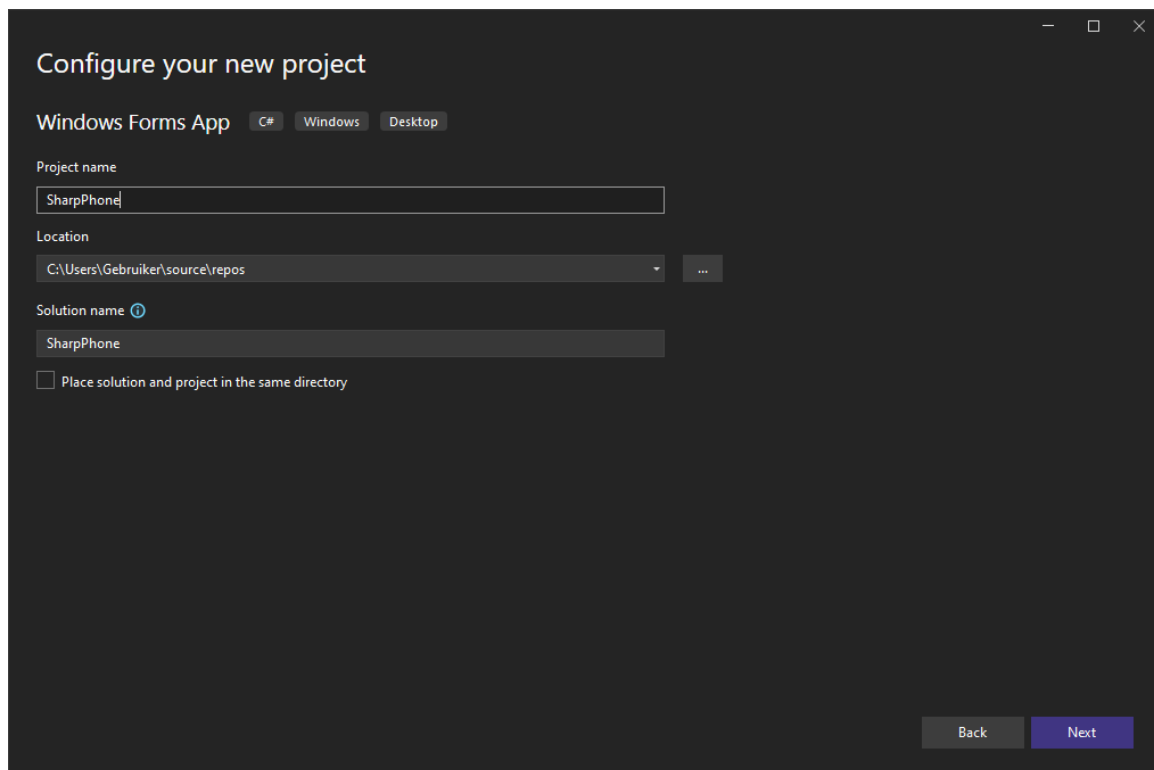 Configure your new project
Windows Forms App C# Windows Desktop
Project name
SharpPhone
Location
C:\Users\Gebruiker\source\repos ...
Solution name
SharpPhone
Place solution and project in the same directory
Back Next